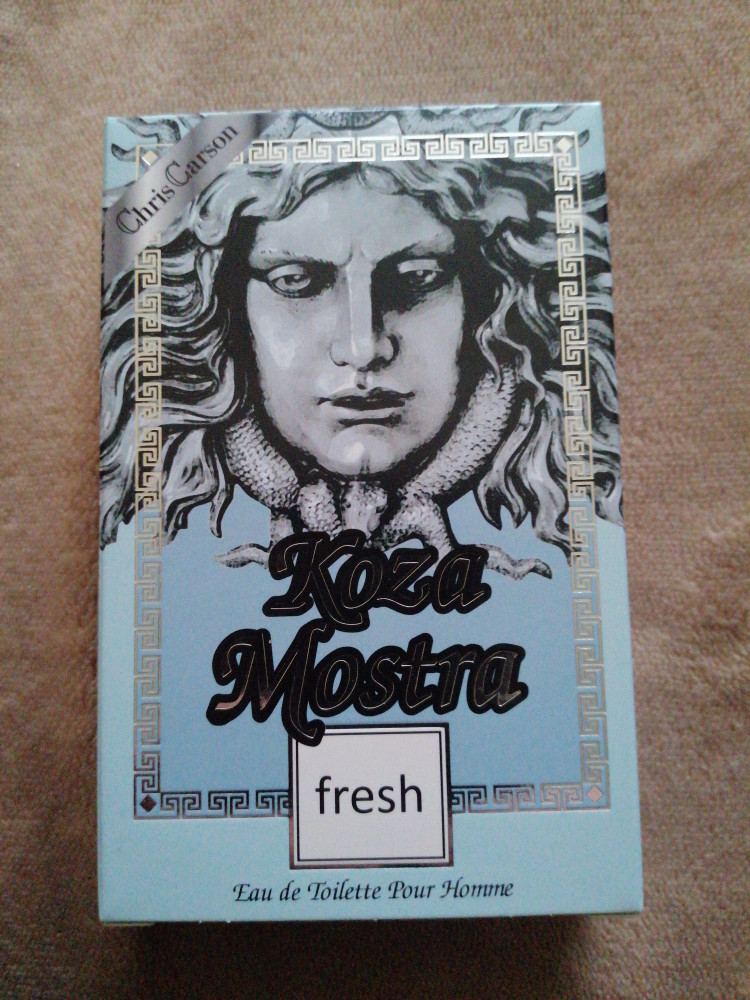 Chris Carson
Koza
Mostra
fresh
Eau de Toilette Pour Homme